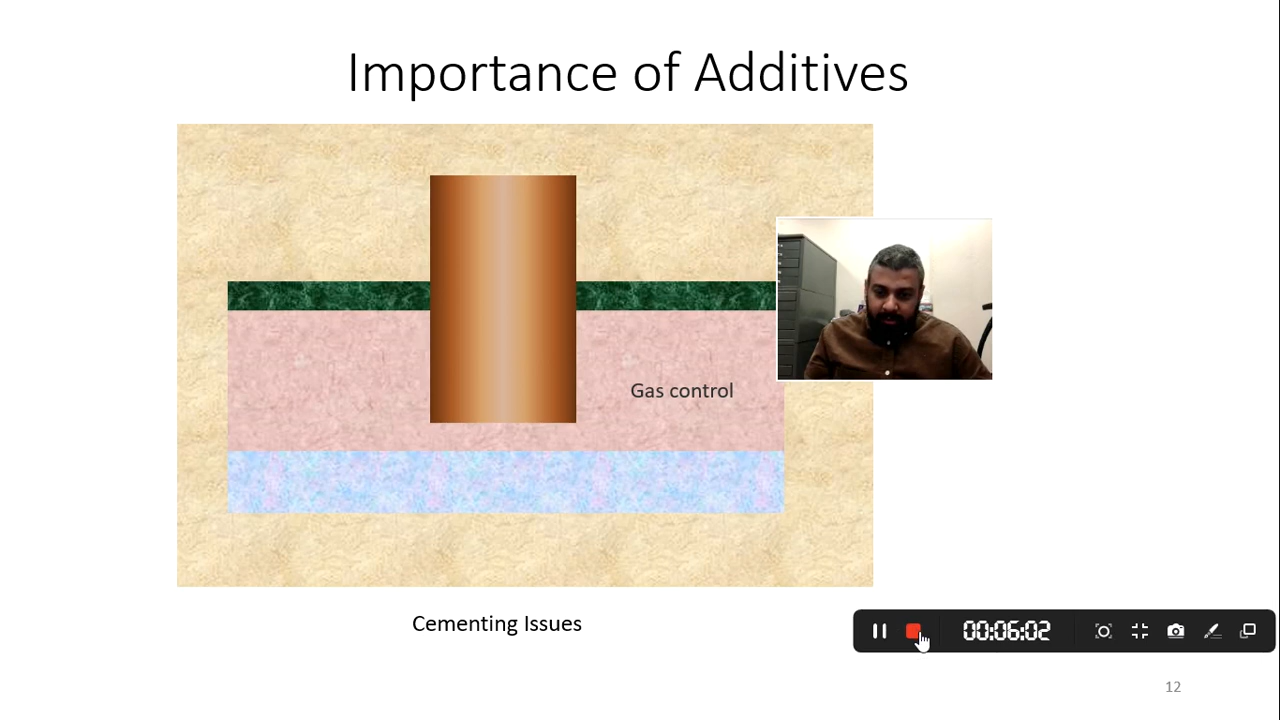 Importance of Additives
Gas control
Cementing Issues
00:06:02
12